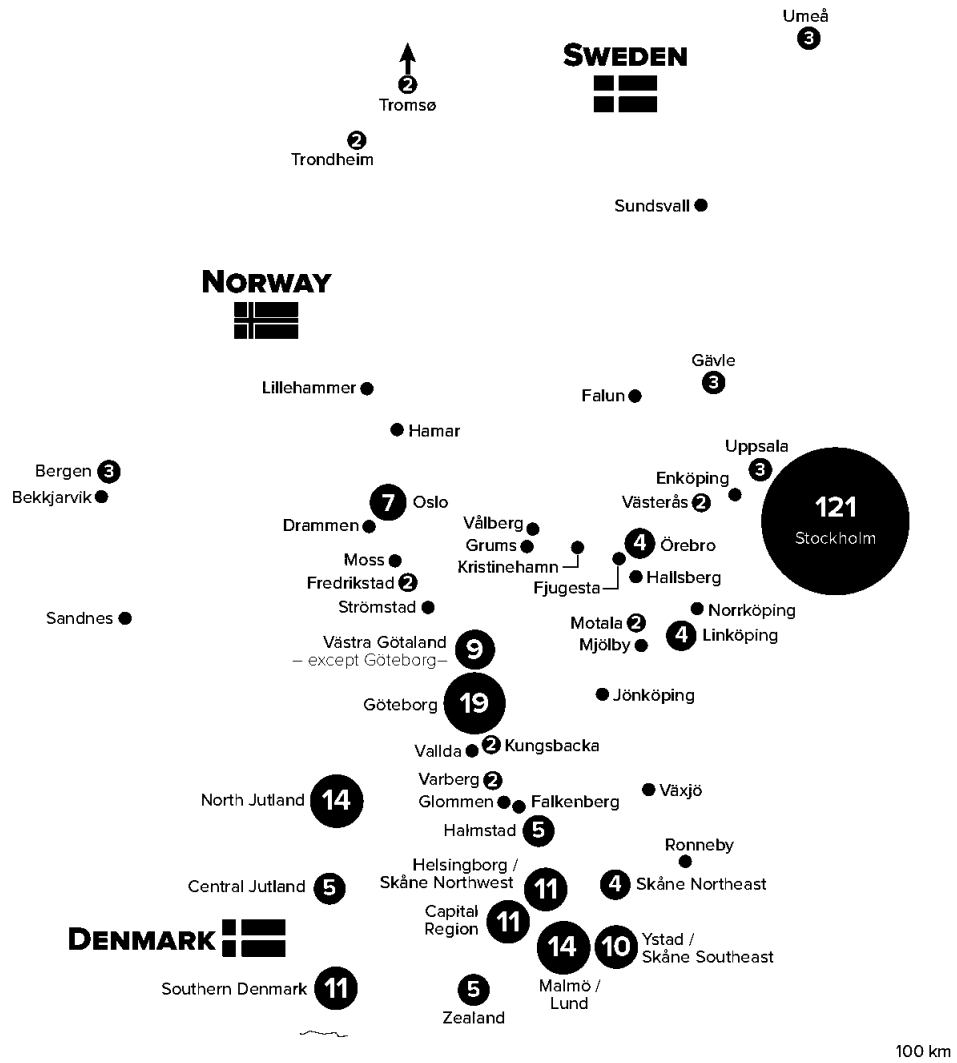 Umeå
3
SWEDEN
2
Tromsø
2
Trondheim
Sundsvall
NORWAY
Gävle
3
Lillehammer
Falun
Hamar
Uppsala
3
Bergen 3
Enköping
Bekkjarvik
Västerås 2
7 Oslo
121
Stockholm
Drammen
Vålberg
Grums
4 Örebro
Kristinehamn
Moss
Fjugesta
Hallsberg
Fredrikstad 2
Strömstad
Norrköping
Sandnes
Motala 2
4 Linköping
Mjölby
Västra Götaland
– except Göteborg–
9
Jönköping
Göteborg 19
Vallda
2 Kungsbacka
Varberg 2
Växjö
North Jutland 14
Glommen
Falkenberg
Halmstad 5
Ronneby
Helsingborg /
Skåne Northwest
11
Central Jutland 5
4 Skåne Northeast
Capital
Region
11
DENMARK
14
Malmö /
Lund
10
Ystad /
Skåne Southeast
Southern Denmark 11
5
Zealand
100 km